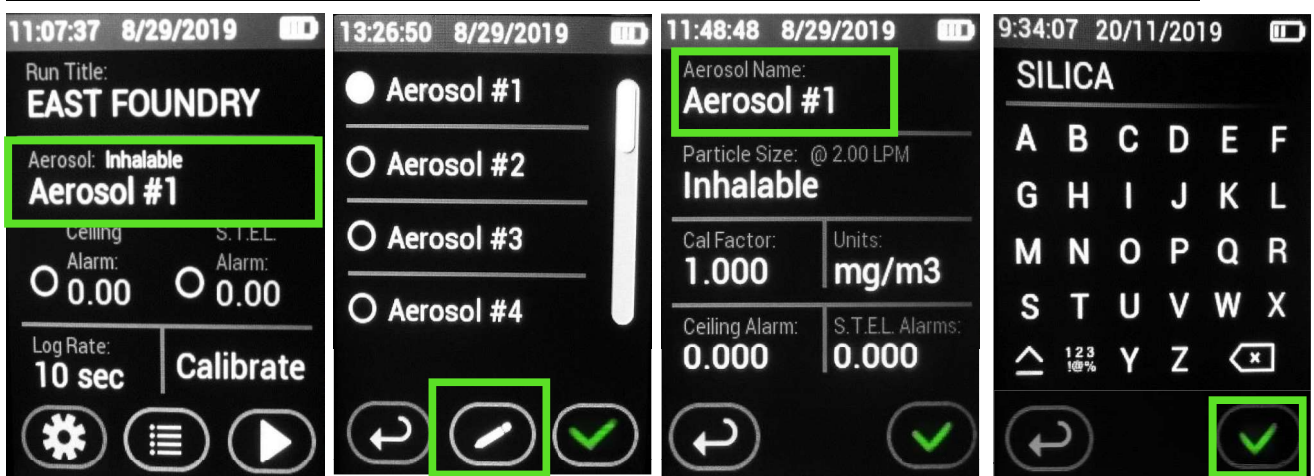 11:07:37 8/29/2019
Run Title:
EAST FOUNDRY
Aerosol: Inhalable
Aerosol #1
Ceiling
Alarm:
0.00
S.T.E.L.
Alarm:
0.00
Log Rate:
10 sec
Calibrate
13:26:50 8/29/2019
Aerosol #1
Aerosol #2
Aerosol #3
Aerosol #4
11:48:48 8/29/2019
Aerosol Name:
Aerosol #1
Particle Size: @ 2.00 LPM
Inhalable
Cal Factor:
1.000
Units:
mg/m3
Ceiling Alarm:
0.000
S.T.E.L. Alarms:
0.000
9:34:07 20/11/2019
SILICA
A B C D E F
G H I J K L
M N O P Q R
S T U V W X
123
!@%
Y Z